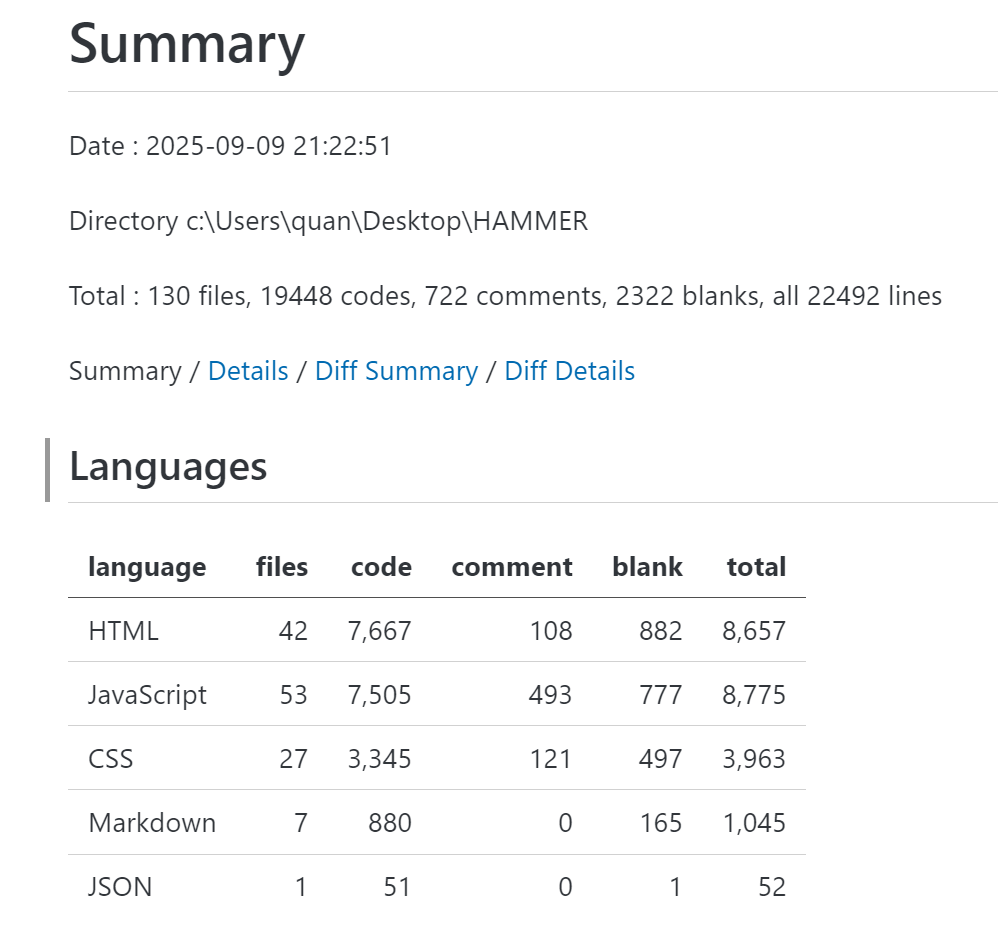 Summary
Date : 2025-09-09 21:22:51
Directory c:\Users\quan\Desktop\HAMMER
Total : 130 files, 19448 codes, 722 comments, 2322 blanks, all 22492 lines
Summary / Details / Diff Summary / Diff Details
Languages
language files code comment blank total
HTML 42 7,667 108 882 8,657
JavaScript 53 7,505 493 777 8,775
CSS 27 3,345 121 497 3,963
Markdown 7 880 0 165 1,045
JSON 1 51 0 1 52